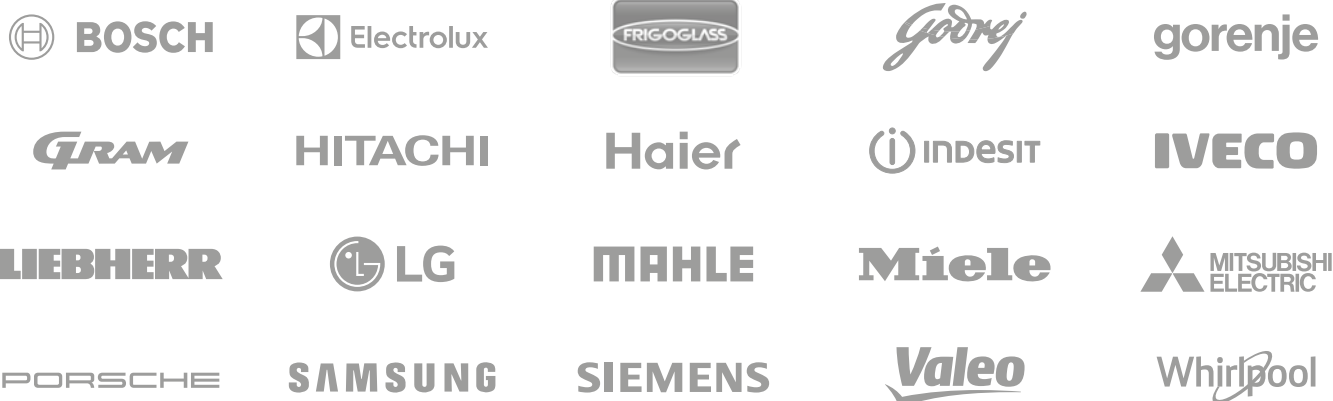 BOSCH
Electrolux
FRIGOGLASS
Godrej
gorenje
GRAM
HITACHI
Haier
INDESIT
IVECO
LIEBHERR
LG
MAHLE
Miele
MITSUBISHI
ELECTRIC
PORSCHE
SAMSUNG
SIEMENS
Valeo
Whirlpool